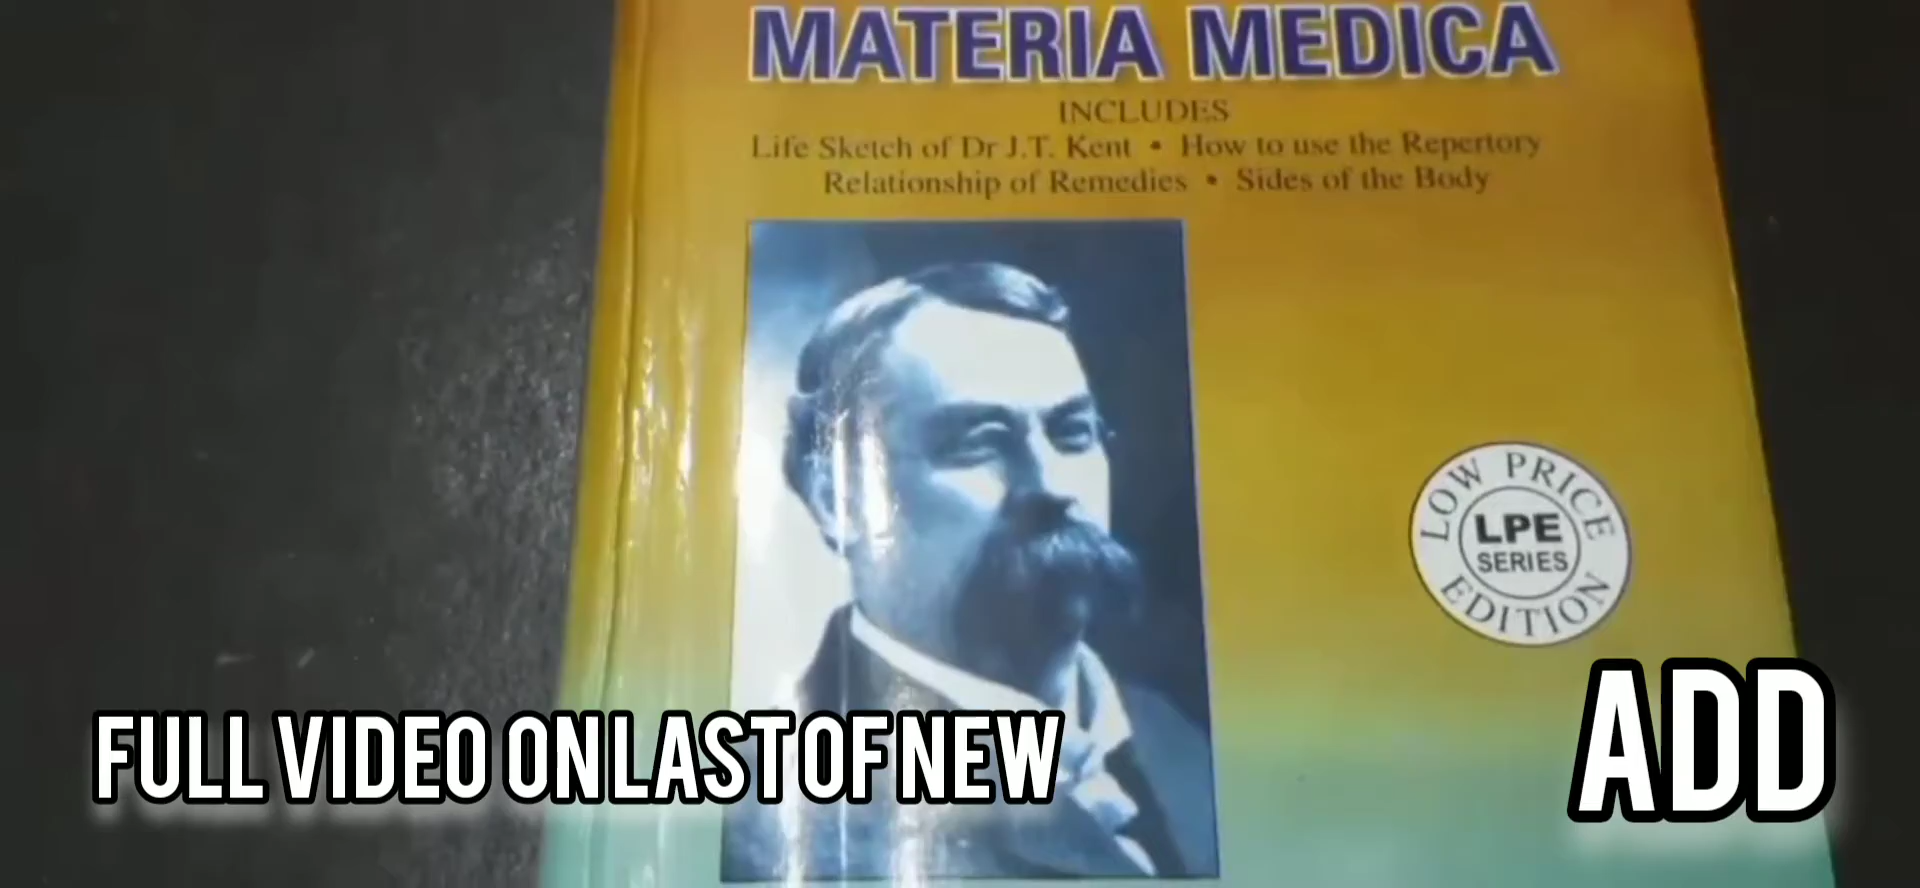 MATERIA MEDICA
INCLUDES
Life Sketch of Dr J.T. Kent • How to use the Repertory
Relationship of Remedies • Sides of the Body
LOW PRICE
LPE
SERIES
EDITION
FULL VIDEO ON LAST OF NEW
ADD